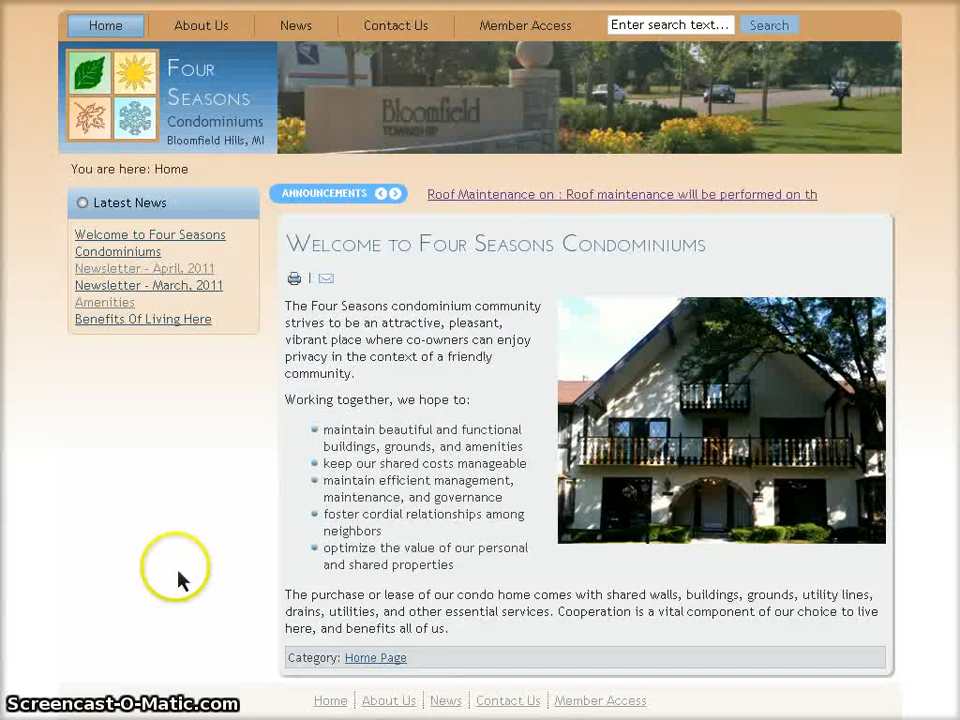 Home About Us News Contact Us Member Access Enter search text... Search
Four
Seasons
Condominiums
Bloomfield Hills, MI
Bloomfield
TOWNSHIP
You are here: Home
Latest News
Welcome to Four Seasons
Condominiums
Newsletter - April, 2011
Newsletter - March, 2011
Amenities
Benefits Of Living Here
ANNOUNCEMENTS Roof Maintenance on : Roof maintenance will be performed on th
Welcome to Four Seasons Condominiums
The Four Seasons condominium community
strives to be an attractive, pleasant,
vibrant place where co-owners can enjoy
privacy in the context of a friendly
community.
Working together, we hope to:
maintain beautiful and functional
buildings, grounds, and amenities
keep our shared costs manageable
maintain efficient management,
maintenance, and governance
foster cordial relationships among
neighbors
optimize the value of our personal
and shared properties
The purchase or lease of our condo home comes with shared walls, buildings, grounds, utility lines,
drains, utilities, and other essential services. Cooperation is a vital component of our choice to live
here, and benefits all of us.
Category: Home Page
Home About Us News Contact Us Member Access
Screencast-O-Matic.com